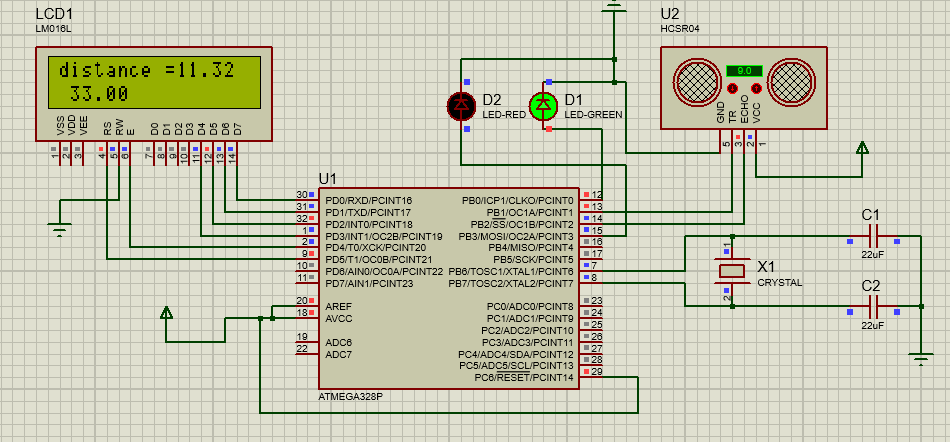 LCD1
LM016L
distance =11.32
33.00
VSS
VDD
VEE
RS
RW
E
D0
D1
D2
D3
D4
D5
D6
D7
1
2
3
4
5
6
7
8
9
10
11
12
13
14
D2
LED-RED
D1
LED-GREEN
U2
HCSR04
9.0
GND
TR
ECHO
VCC
5
3
2
1
U1
30 PD0/RXD/PCINT16
31 PD1/TXD/PCINT17
32 PD2/INT0/PCINT18
1 PD3/INT1/OC2B/PCINT19
2 PD4/T0/XCK/PCINT20
9 PD5/T1/OC0B/PCINT21
10 PD6/AIN0/OC0A/PCINT22
11 PD7/AIN1/PCINT23
20 AREF
18 AVCC
19 ADC6
22 ADC7
PB0/ICP1/CLKO/PCINT0 12
PB1/OC1A/PCINT1 13
PB2/SS/OC1B/PCINT2 14
PB3/MOSI/OC2A/PCINT3 15
PB4/MISO/PCINT4 16
PB5/SCK/PCINT5 17
PB6/TOSC1/XTAL1/PCINT6 7
PB7/TOSC2/XTAL2/PCINT7 8
PC0/ADC0/PCINT8 23
PC1/ADC1/PCINT9 24
PC2/ADC2/PCINT10 25
PC3/ADC3/PCINT11 26
PC4/ADC4/SDA/PCINT12 27
PC5/ADC5/SCL/PCINT13 28
PC6/RESET/PCINT14 29
ATMEGA328P
X1
CRYSTAL
1
2
C1
22uF
C2
22uF